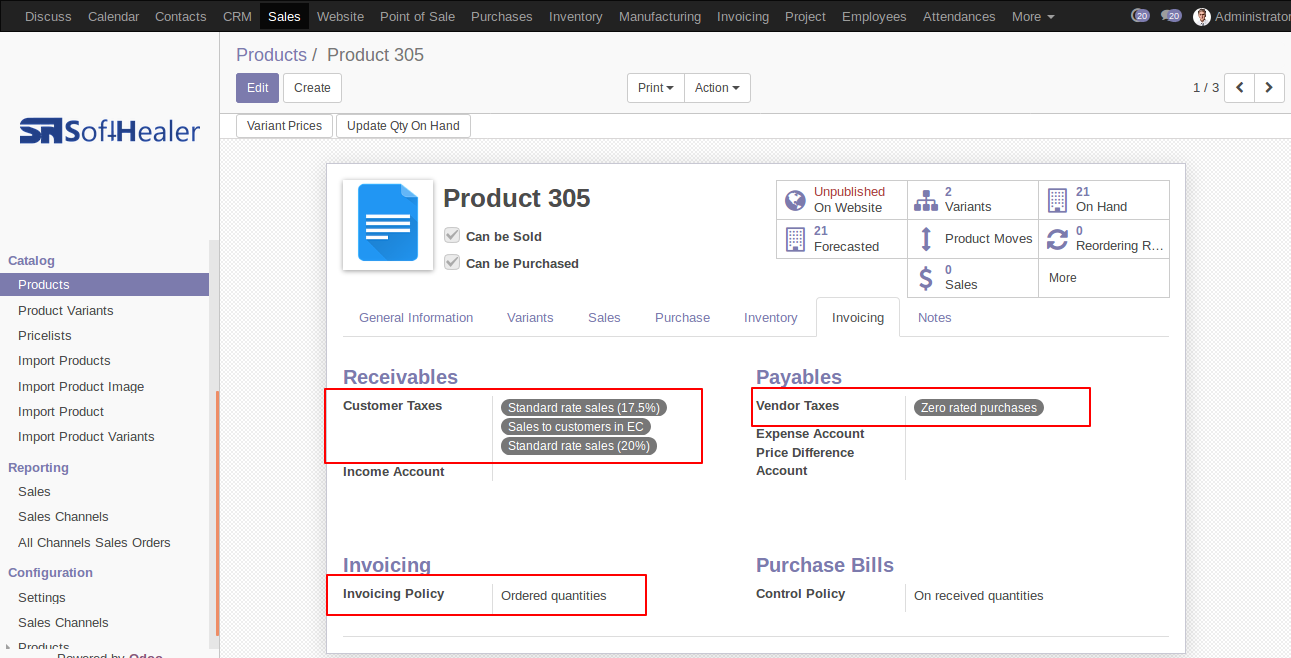 Discuss Calendar Contacts CRM Sales Website Point of Sale Purchases Inventory Manufacturing Invoicing Project Employees Attendances More 20 20 Administrator
Products / Product 305
Edit Create Print Action 1 / 3
Variant Prices Update Qty On Hand
SH SoftHealer
Catalog
Products
Product Variants
Pricelists
Import Products
Import Product Image
Import Product
Import Product Variants
Reporting
Sales
Sales Channels
All Channels Sales Orders
Configuration
Settings
Sales Channels
Products
Powered by Odoo
Product 305
Can be Sold
Can be Purchased
Unpublished
On Website
2
Variants
21
On Hand
21
Forecasted
Product Moves
0
Reordering R...
0
Sales
More
General Information Variants Sales Purchase Inventory Invoicing Notes
Receivables
Customer Taxes
Standard rate sales (17.5%)
Sales to customers in EC
Standard rate sales (20%)
Income Account
Payables
Vendor Taxes Zero rated purchases
Expense Account
Price Difference
Account
Invoicing
Invoicing Policy Ordered quantities
Purchase Bills
Control Policy On received quantities